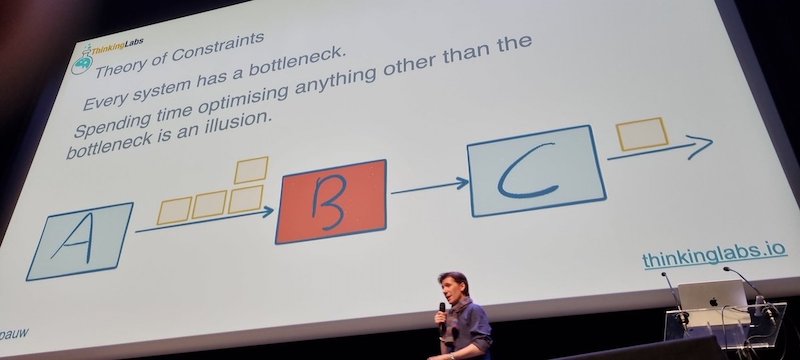 ThinkingLabs
Theory of Constraints
Every system has a bottleneck.
Spending time optimising anything other than the
bottleneck is an illusion.
A
B
C
thinkinglabs.io
pauw